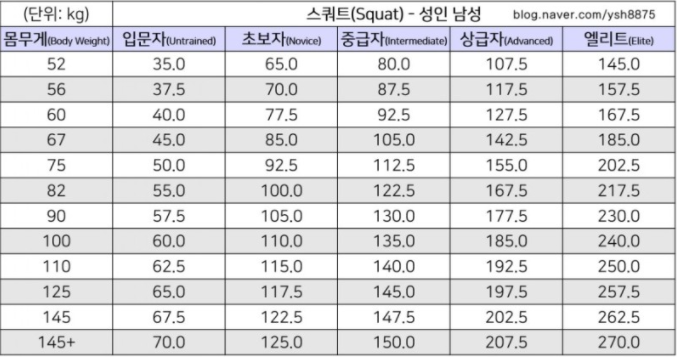 (단위: kg) 스쿼트(Squat) - 성인 남성 blog.naver.com/ysh8875
몸무게(Body Weight) 입문자(Untrained) 초보자(Novice) 중급자(Intermediate) 상급자(Advanced) 엘리트(Elite)
52 35.0 65.0 80.0 107.5 145.0
56 37.5 70.0 87.5 117.5 157.5
60 40.0 77.5 92.5 127.5 167.5
67 45.0 85.0 105.0 142.5 185.0
75 50.0 92.5 112.5 155.0 202.5
82 55.0 100.0 122.5 167.5 217.5
90 57.5 105.0 130.0 177.5 230.0
100 60.0 110.0 135.0 185.0 240.0
110 62.5 115.0 140.0 192.5 250.0
125 65.0 117.5 145.0 197.5 257.5
145 67.5 122.5 147.5 202.5 262.5
145+ 70.0 125.0 150.0 207.5 270.0